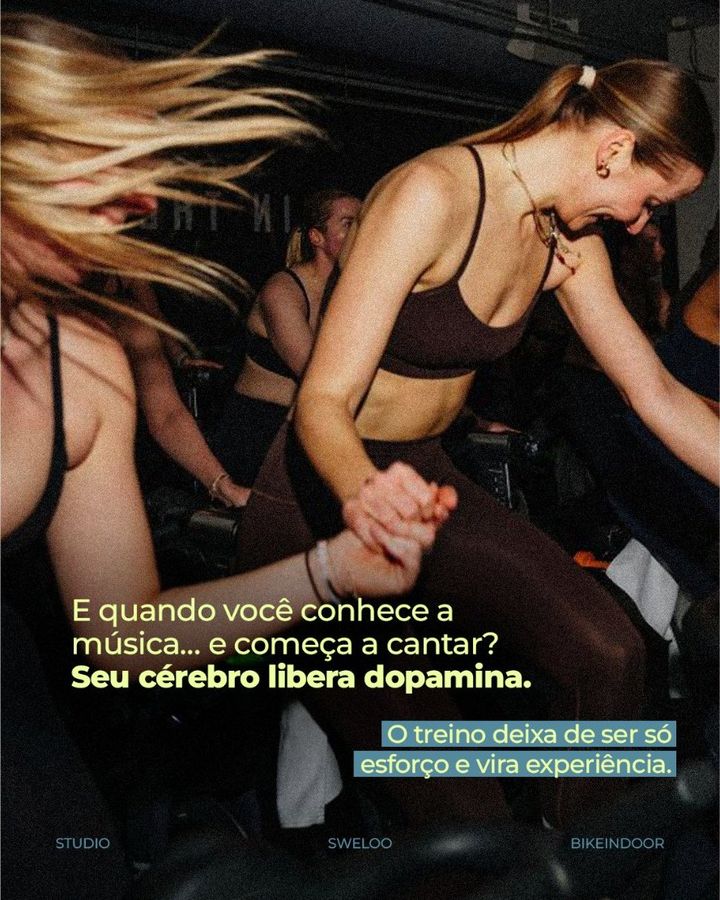 E quando você conhece a
música... e começa a cantar?
Seu cérebro libera dopamina.
O treino deixa de ser só
esforço e vira experiência.
STUDIO SWELOO BIKEINDOOR